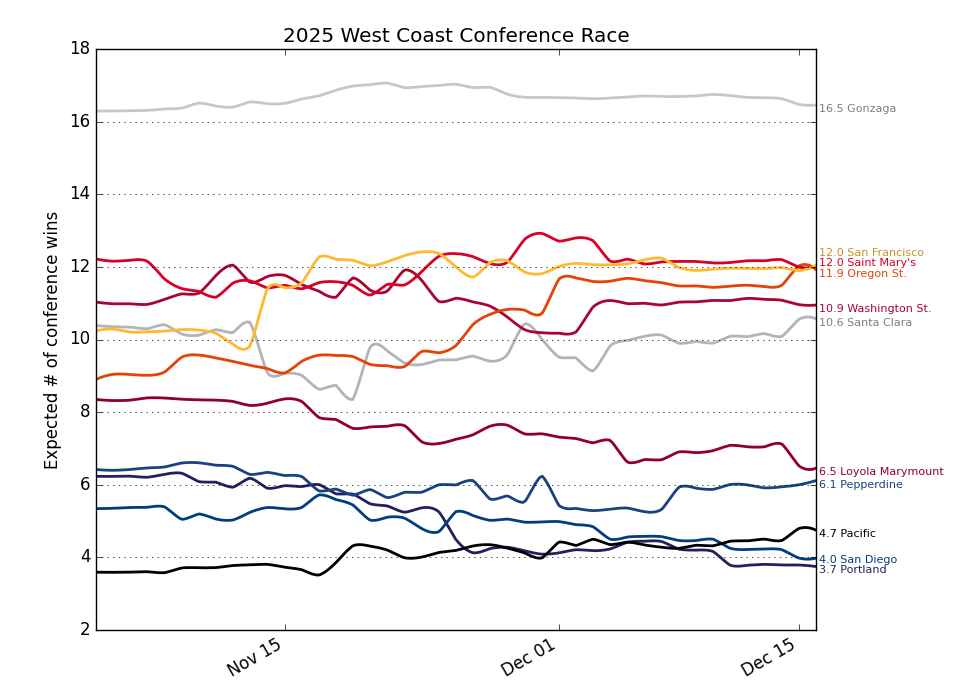 2025 West Coast Conference Race
Expected # of conference wins
18
16
14
12
10
8
6
4
2
Nov 15
Dec 01
Dec 15
16.5 Gonzaga
12.0 San Francisco
12.0 Saint Mary's
11.9 Oregon St.
10.9 Washington St.
10.6 Santa Clara
6.5 Loyola Marymount
6.1 Pepperdine
4.7 Pacific
4.0 San Diego
3.7 Portland